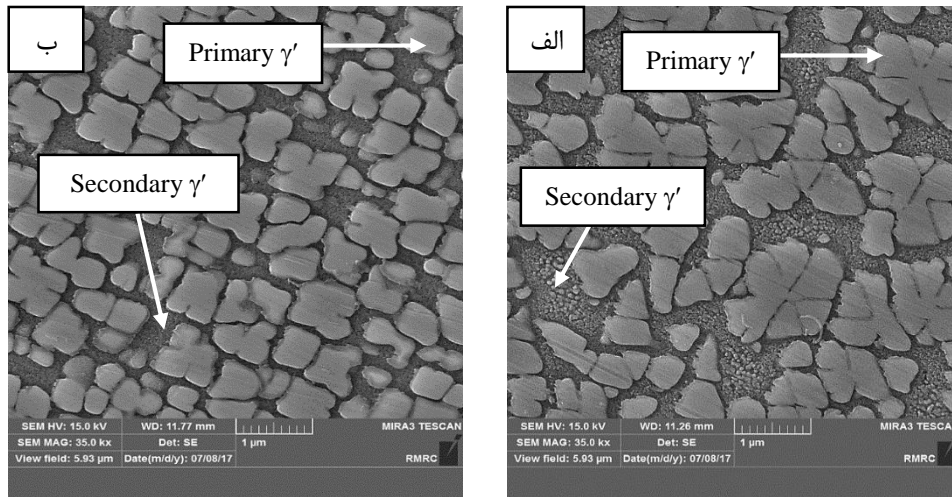 ب
Primary γ′
Secondary γ′
SEM HV: 15.0 kV WD: 11.77 mm MIRA3 TESCAN
SEM MAG: 35.0 kx Det: SE 1 µm
View field: 5.93 µm Date(m/d/y): 07/08/17 RMRC
الف
Primary γ′
Secondary γ′
SEM HV: 15.0 kV WD: 11.26 mm MIRA3 TESCAN
SEM MAG: 35.0 kx Det: SE 1 µm
View field: 5.93 µm Date(m/d/y): 07/08/17 RMRC